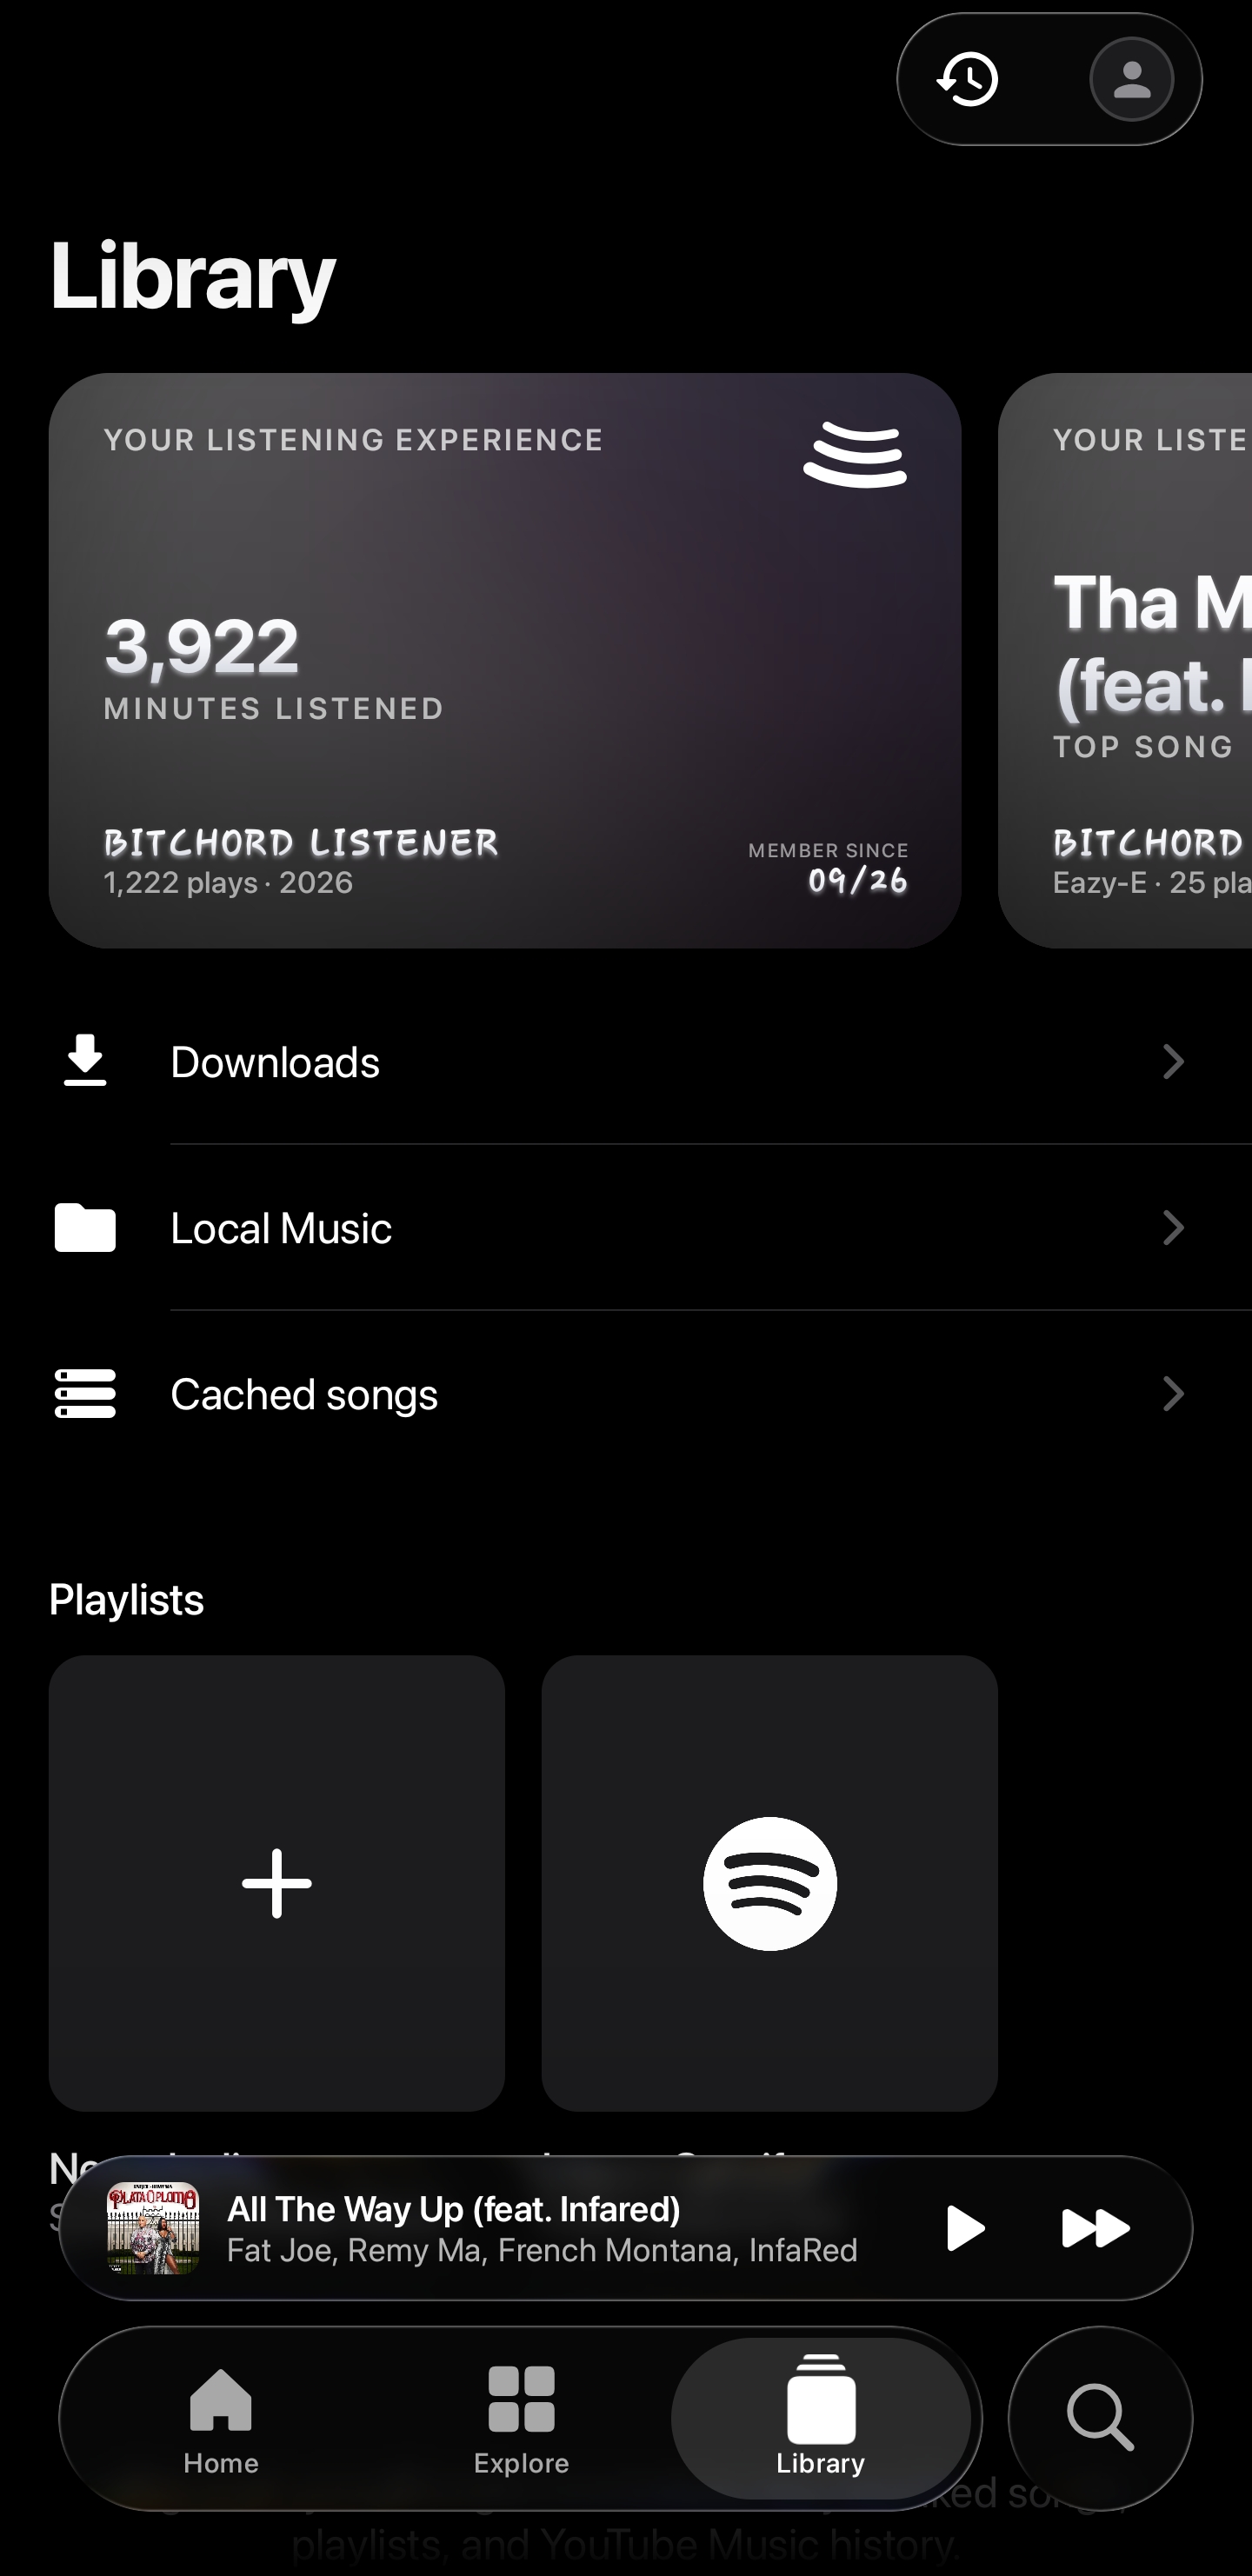 Library
YOUR LISTENING EXPERIENCE
3,922
MINUTES LISTENED
BITCHORD LISTENER
1,222 plays · 2026
MEMBER SINCE
09/26
YOUR LISTE
Tha M
(feat.
TOP SONG
BITCHORD
Eazy-E · 25 pla
Downloads
Local Music
Cached songs
Playlists
All The Way Up (feat. Infared)
Fat Joe, Remy Ma, French Montana, InfaRed
Home
Explore
Library
playlists, and YouTube Music history.